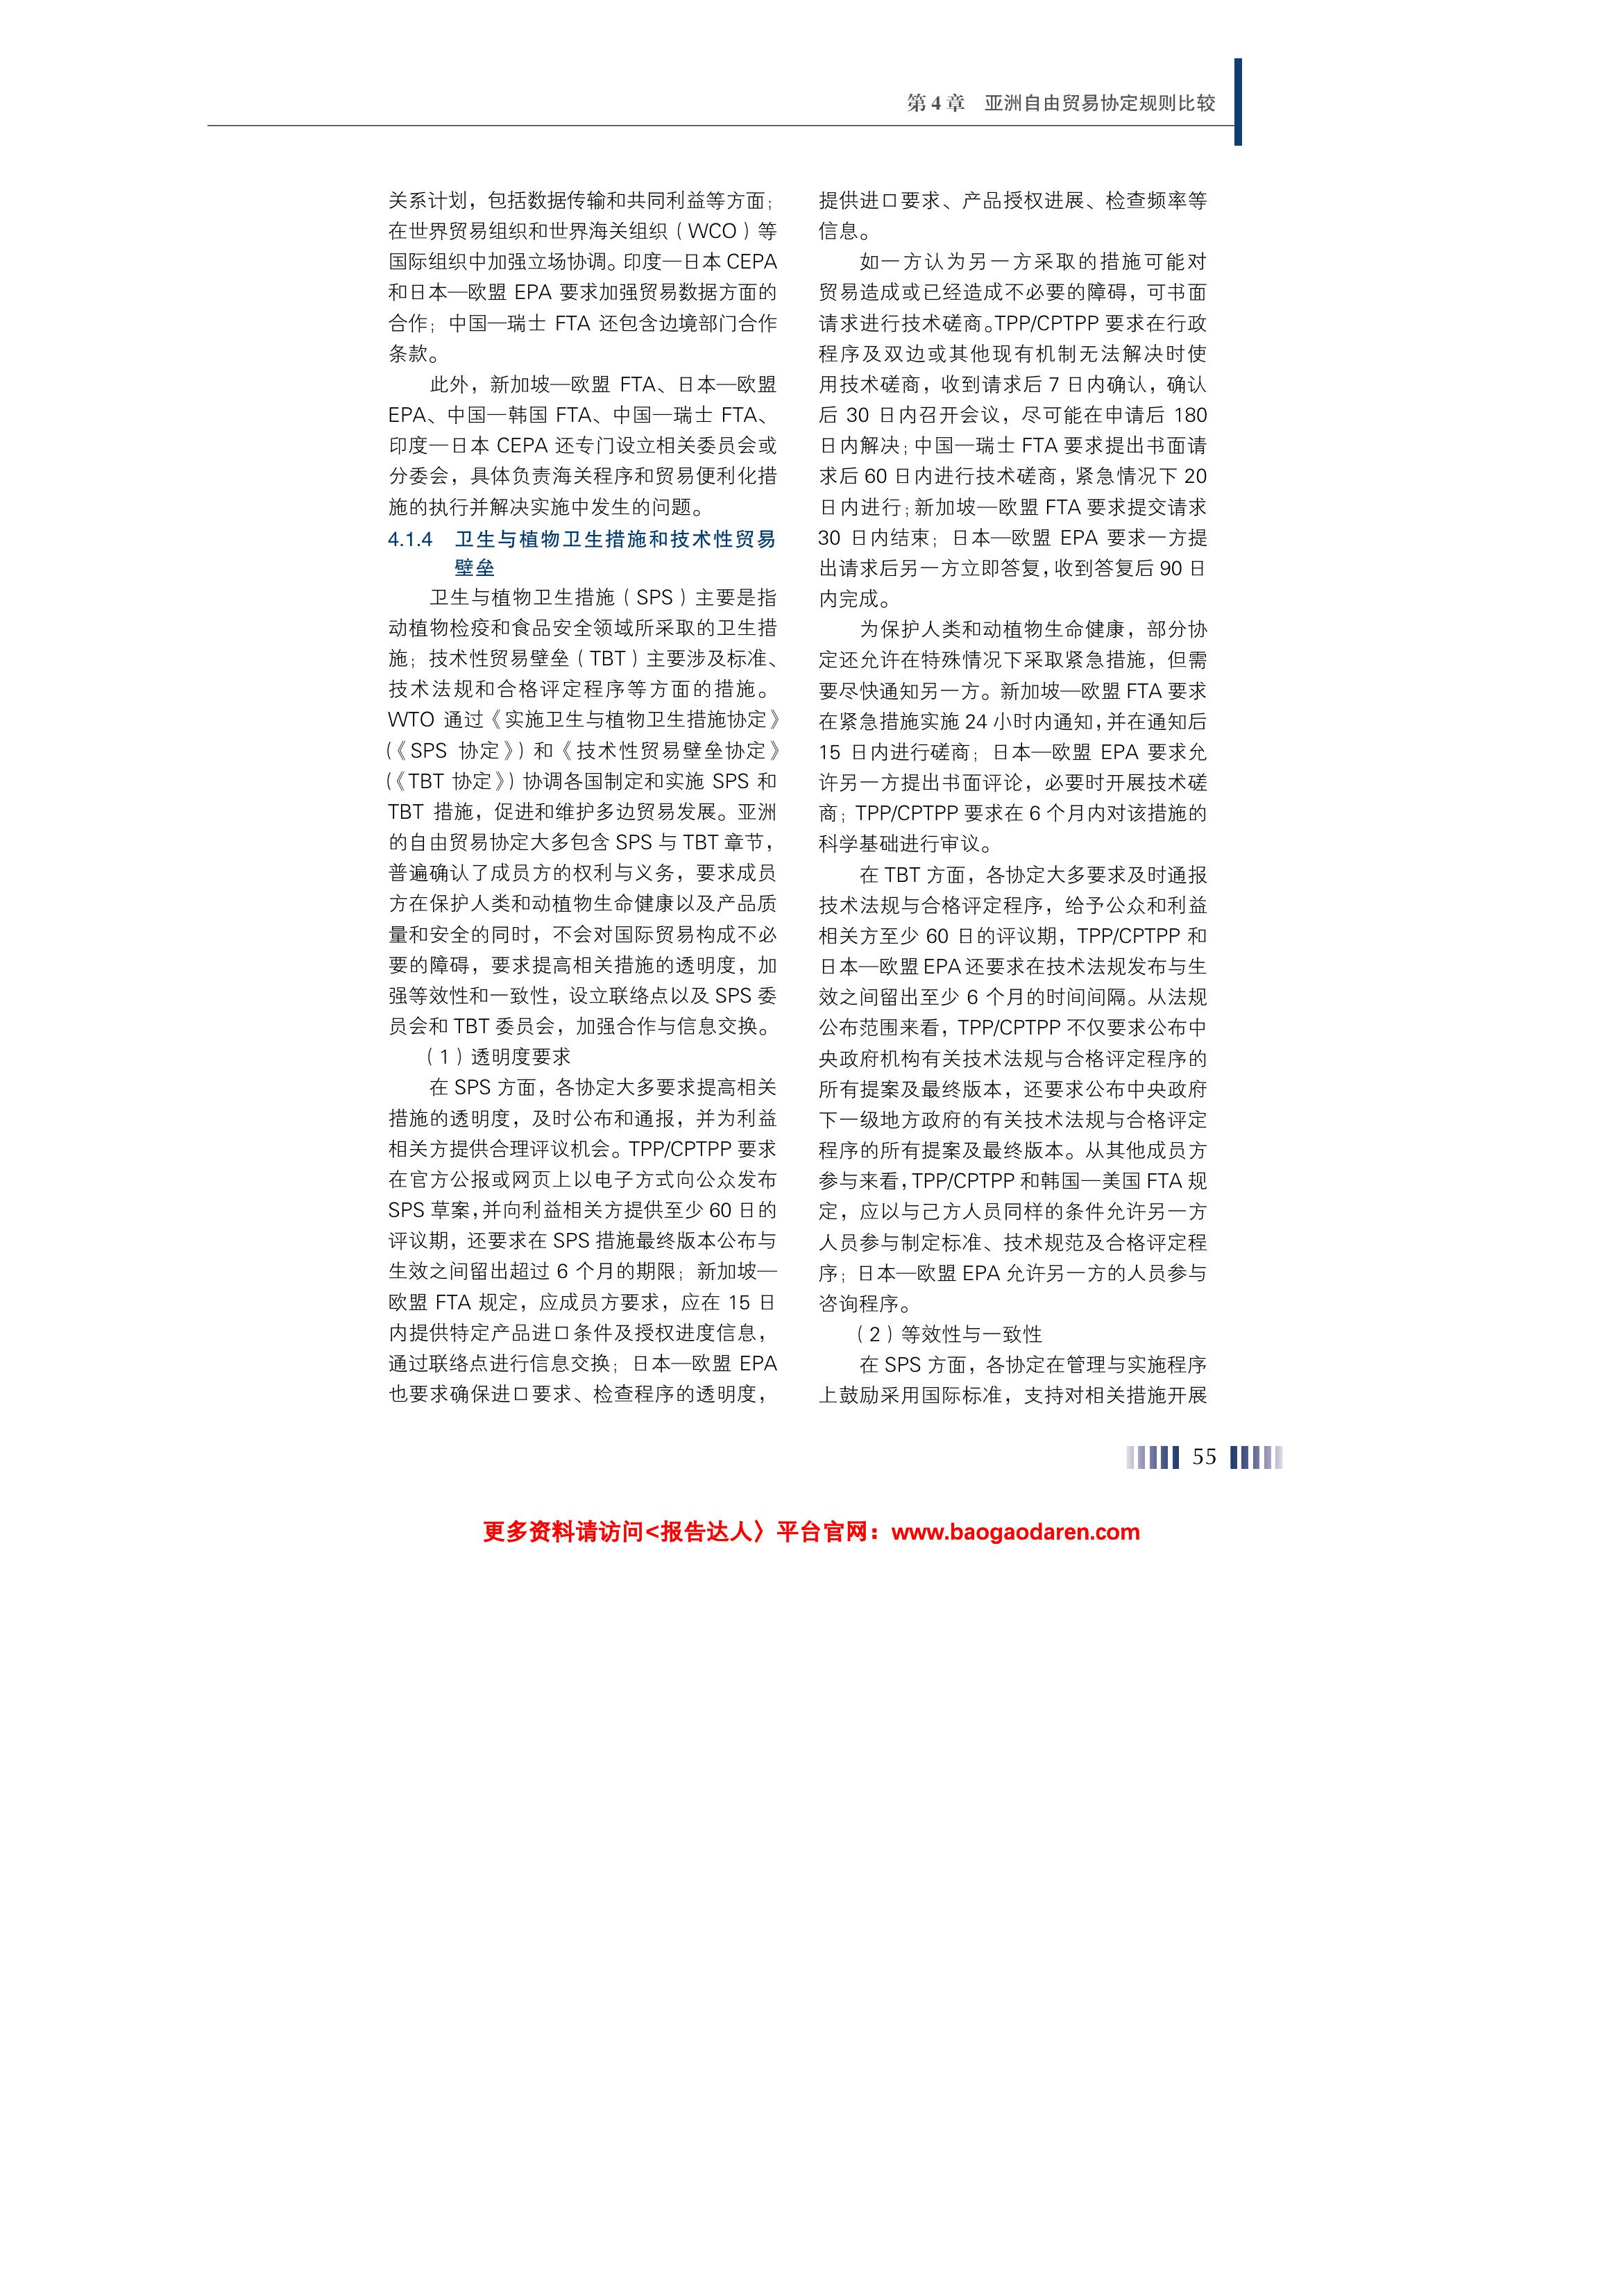 第 4 章　亚洲自由贸易协定规则比较
关系计划，包括数据传输和共同利益等方面；
在世界贸易组织和世界海关组织（WCO）等
国际组织中加强立场协调。印度—日本 CEPA
和日本—欧盟 EPA 要求加强贸易数据方面的
合作；中国—瑞士 FTA 还包含边境部门合作
条款。
此外，新加坡—欧盟 FTA、日本—欧盟
EPA、中国—韩国 FTA、中国—瑞士 FTA、
印度—日本 CEPA 还专门设立相关委员会或
分委会，具体负责海关程序和贸易便利化措
施的执行并解决实施中发生的问题。
4.1.4　卫生与植物卫生措施和技术性贸易
壁垒
卫生与植物卫生措施（SPS）主要是指
动植物检疫和食品安全领域所采取的卫生措
施；技术性贸易壁垒（TBT）主要涉及标准、
技术法规和合格评定程序等方面的措施。
WTO 通过《实施卫生与植物卫生措施协定》
（《SPS 协定》）和《技术性贸易壁垒协定》
（《TBT 协定》）协调各国制定和实施 SPS 和
TBT 措施，促进和维护多边贸易发展。亚洲
的自由贸易协定大多包含 SPS 与 TBT 章节，
普遍确认了成员方的权利与义务，要求成员
方在保护人类和动植物生命健康以及产品质
量和安全的同时，不会对国际贸易构成不必
要的障碍，要求提高相关措施的透明度，加
强等效性和一致性，设立联络点以及 SPS 委
员会和 TBT 委员会，加强合作与信息交换。
（1）透明度要求
在 SPS 方面，各协定大多要求提高相关
措施的透明度，及时公布和通报，并为利益
相关方提供合理评议机会。TPP/CPTPP 要求
在官方公报或网页上以电子方式向公众发布
SPS 草案，并向利益相关方提供至少 60 日的
评议期，还要求在 SPS 措施最终版本公布与
生效之间留出超过 6 个月的期限；新加坡—
欧盟 FTA 规定，应成员方要求，应在 15 日
内提供特定产品进口条件及授权进度信息，
通过联络点进行信息交换；日本—欧盟 EPA
也要求确保进口要求、检查程序的透明度，
提供进口要求、产品授权进展、检查频率等
信息。
如一方认为另一方采取的措施可能对
贸易造成或已经造成不必要的障碍，可书面
请求进行技术磋商。TPP/CPTPP 要求在行政
程序及双边或其他现有机制无法解决时使
用技术磋商，收到请求后 7 日内确认，确认
后 30 日内召开会议，尽可能在申请后 180
日内解决；中国—瑞士 FTA 要求提出书面请
求后 60 日内进行技术磋商，紧急情况下 20
日内进行；新加坡—欧盟 FTA 要求提交请求
30 日内结束；日本—欧盟 EPA 要求一方提
出请求后另一方立即答复，收到答复后 90 日
内完成。
为保护人类和动植物生命健康，部分协
定还允许在特殊情况下采取紧急措施，但需
要尽快通知另一方。新加坡—欧盟 FTA 要求
在紧急措施实施 24 小时内通知，并在通知后
15 日内进行磋商；日本—欧盟 EPA 要求允
许另一方提出书面评论，必要时开展技术磋
商；TPP/CPTPP 要求在 6 个月内对该措施的
科学基础进行审议。
在 TBT 方面，各协定大多要求及时通报
技术法规与合格评定程序，给予公众和利益
相关方至少 60 日的评议期，TPP/CPTPP 和
日本—欧盟 EPA 还要求在技术法规发布与生
效之间留出至少 6 个月的时间间隔。从法规
公布范围来看，TPP/CPTPP 不仅要求公布中
央政府机构有关技术法规与合格评定程序的
所有提案及最终版本，还要求公布中央政府
下一级地方政府的有关技术法规与合格评定
程序的所有提案及最终版本。从其他成员方
参与来看，TPP/CPTPP 和韩国—美国 FTA 规
定，应以与己方人员同样的条件允许另一方
人员参与制定标准、技术规范及合格评定程
序；日本—欧盟 EPA 允许另一方的人员参与
咨询程序。
（2）等效性与一致性
在 SPS 方面，各协定在管理与实施程序
上鼓励采用国际标准，支持对相关措施开展
55
更多资料请访问<报告达人〉平台官网：www.baogaodaren.com